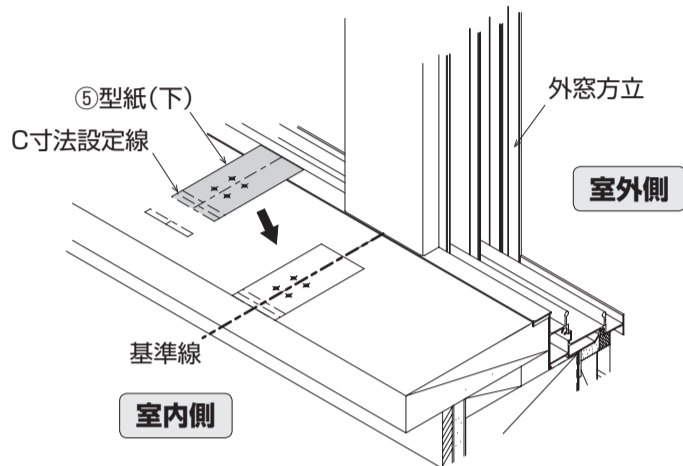 ⑤型紙(下)
C寸法設定線
外窓方立
室外側
基準線
室内側